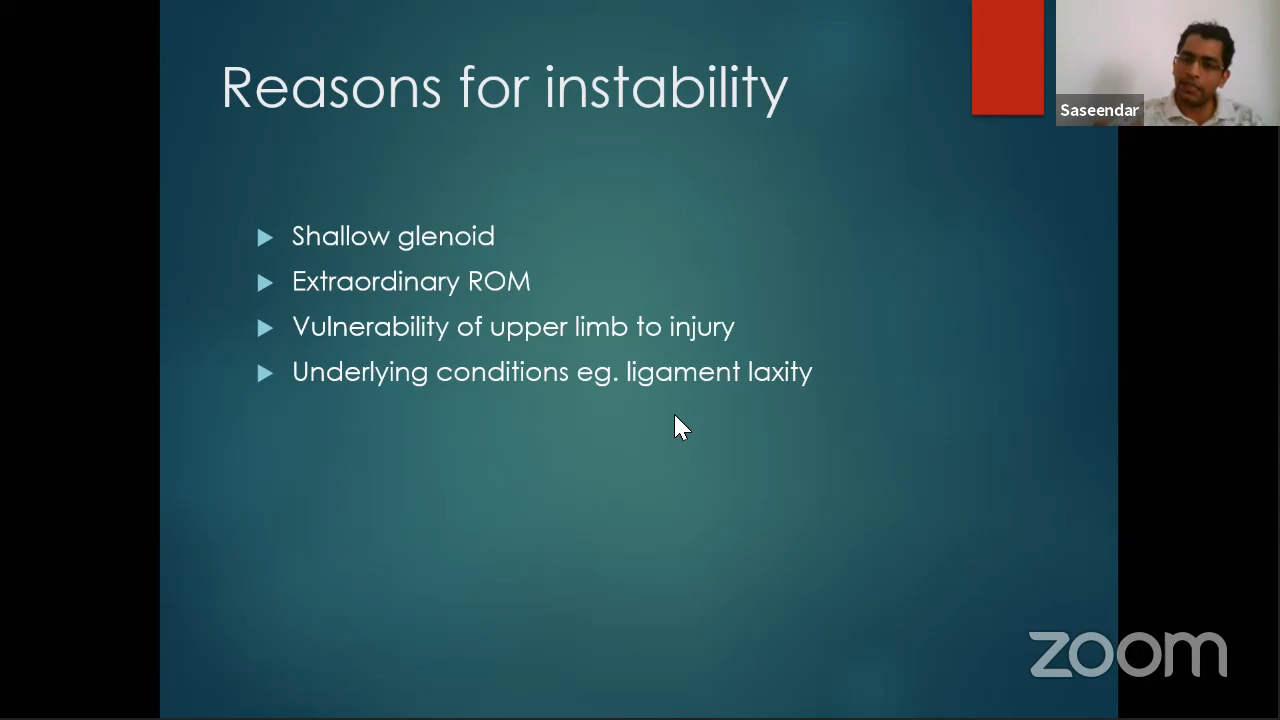 Reasons for instability
Saseendar
Shallow glenoid
Extraordinary ROM
Vulnerability of upper limb to injury
Underlying conditions eg. ligament laxity
zoom